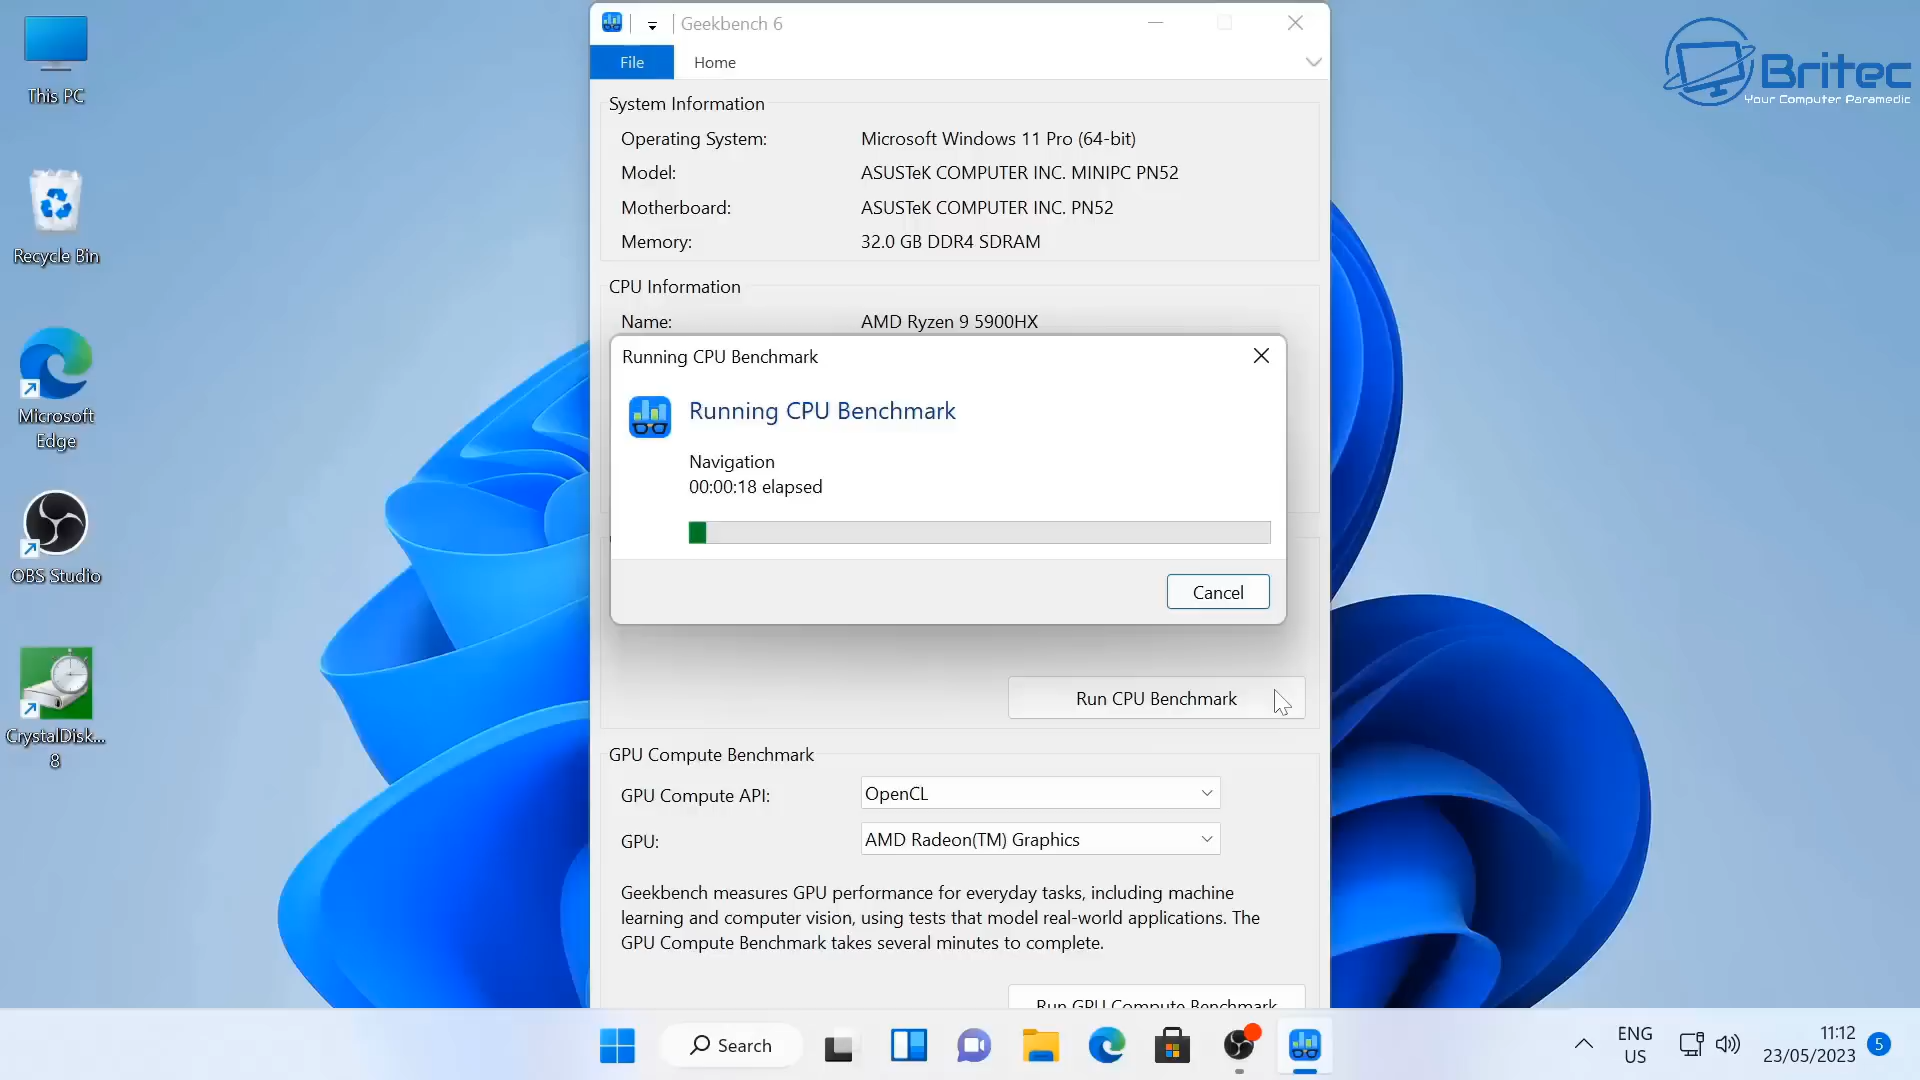 Geekbench 6
File
Home
System Information
Operating System: Microsoft Windows 11 Pro (64-bit)
Model: ASUSTeK COMPUTER INC. MINIPC PN52
Motherboard: ASUSTeK COMPUTER INC. PN52
Memory: 32.0 GB DDR4 SDRAM
CPU Information
Name: AMD Ryzen 9 5900HX
Running CPU Benchmark
Running CPU Benchmark
Navigation
00:00:18 elapsed
Cancel
Run CPU Benchmark
GPU Compute Benchmark
GPU Compute API: OpenCL
GPU: AMD Radeon(TM) Graphics
Geekbench measures GPU performance for everyday tasks, including machine
learning and computer vision, using tests that model real-world applications. The
GPU Compute Benchmark takes several minutes to complete.
Run GPU Compute Benchmark
This PC
Recycle Bin
Microsoft
Edge
OBS Studio
CrystalDisk...
8
Britec
Your Computer Paramedic
Search
ENG
US
11:12
23/05/2023
5